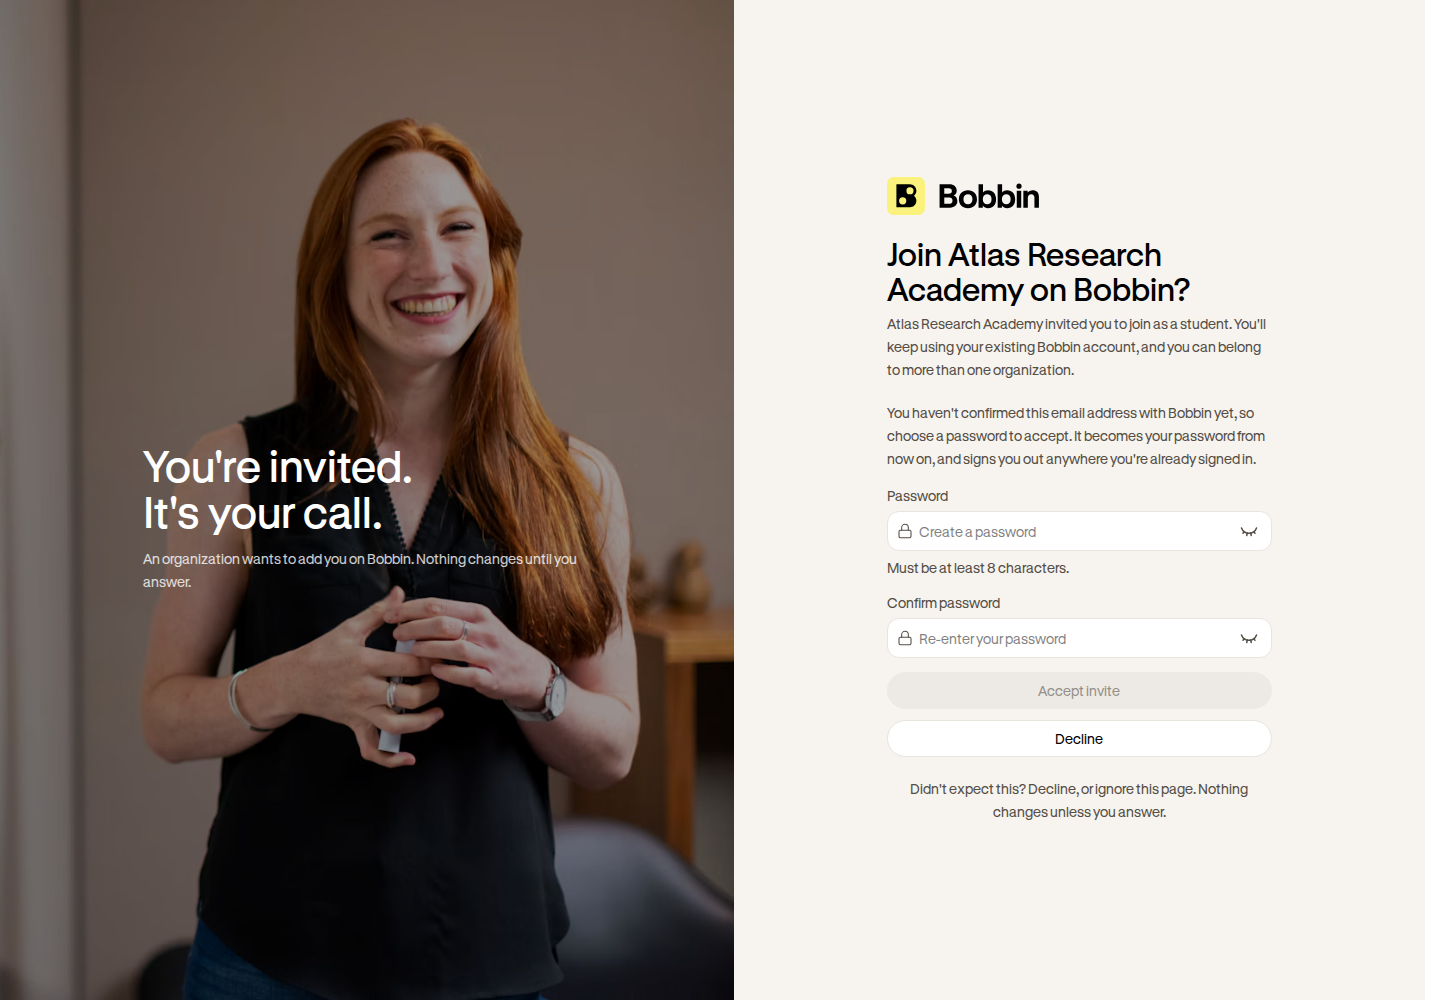 You're invited.
It's your call.
An organization wants to add you on Bobbin. Nothing changes until you
answer.
Bobbin
Join Atlas Research
Academy on Bobbin?
Atlas Research Academy invited you to join as a student. You'll
keep using your existing Bobbin account, and you can belong
to more than one organization.
You haven't confirmed this email address with Bobbin yet, so
choose a password to accept. It becomes your password from
now on, and signs you out anywhere you're already signed in.
Password
Create a password
Must be at least 8 characters.
Confirm password
Re-enter your password
Accept invite
Decline
Didn't expect this? Decline, or ignore this page. Nothing
changes unless you answer.